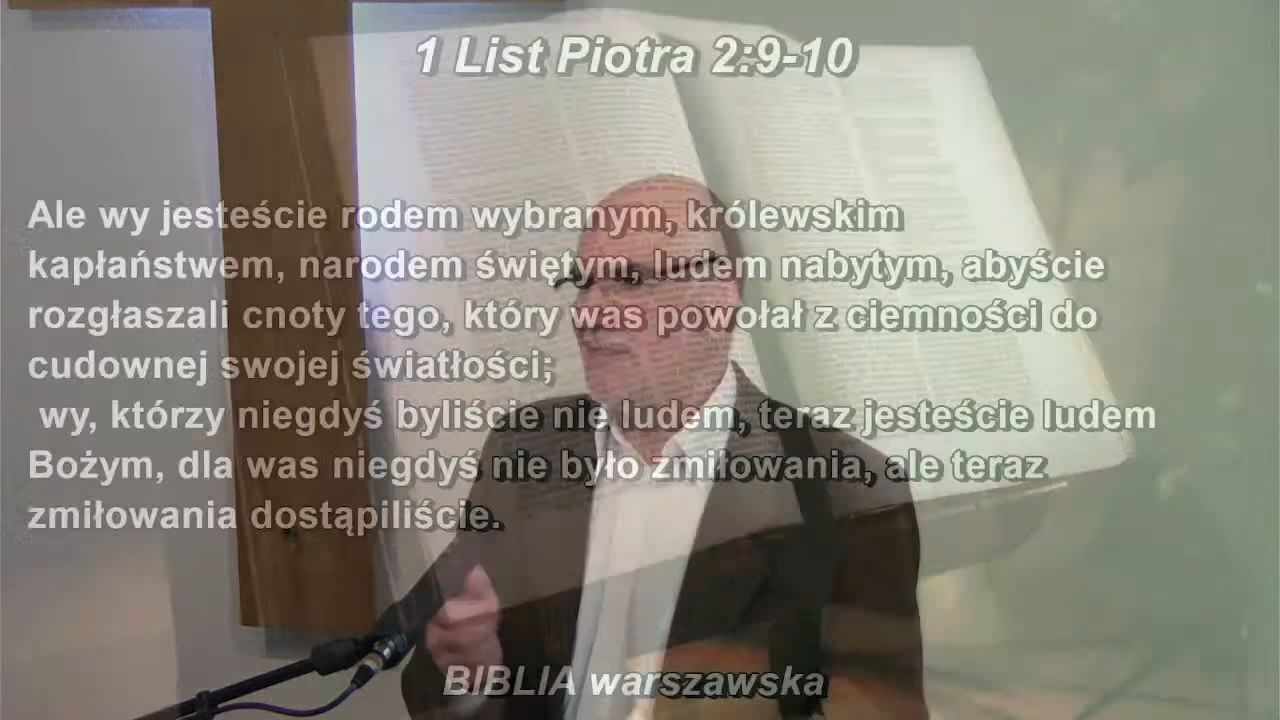 1 List Piotra 2:9-10
Ale wy jesteście rodem wybranym, królewskim
kapłaństwem, narodem świętym, ludem nabytym, abyście
rozgłaszali cnoty tego, który was powołał z ciemności do
cudownej swojej światłości;
wy, którzy niegdyś byliście nie ludem, teraz jesteście ludem
Bożym, dla was niegdyś nie było zmiłowania, ale teraz
zmiłowania dostąpiliście.
BIBLIA warszawska